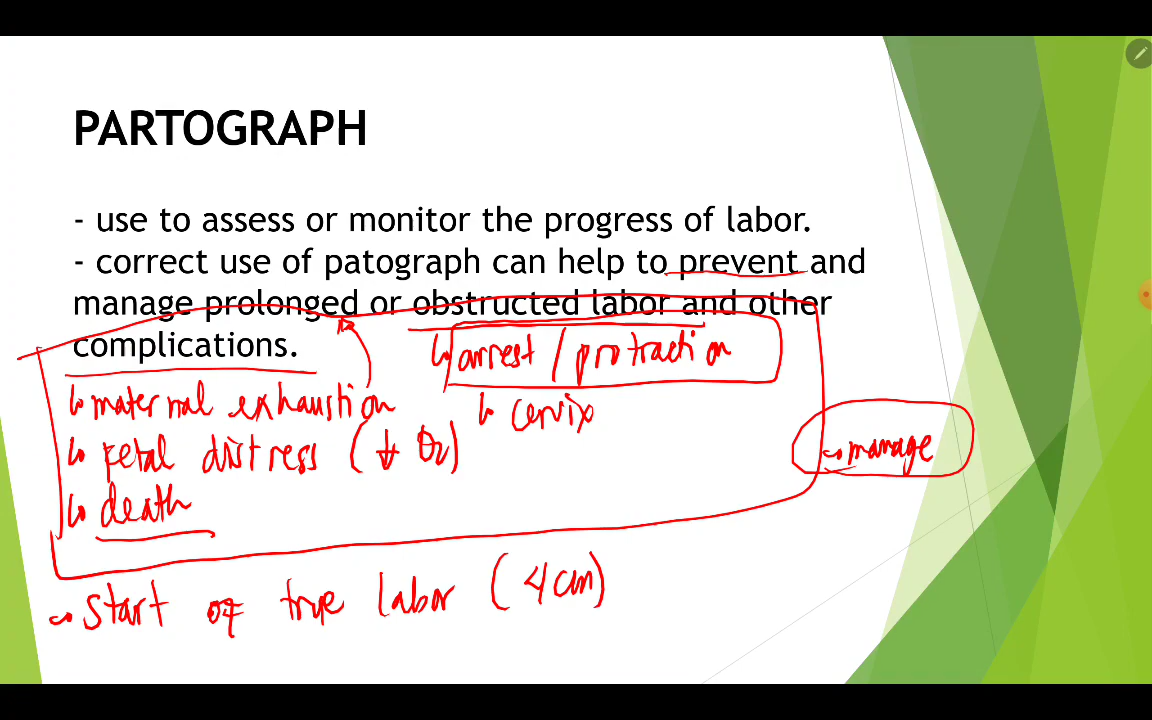 PARTOGRAPH
- use to assess or monitor the progress of labor.
- correct use of patograph can help to prevent and
manage prolonged or obstructed labor and other
complications.
arrest / protraction
maternal exhaustion
cervix
fetal distress (↓ O2)
manage
death
start of true labor (4cm)